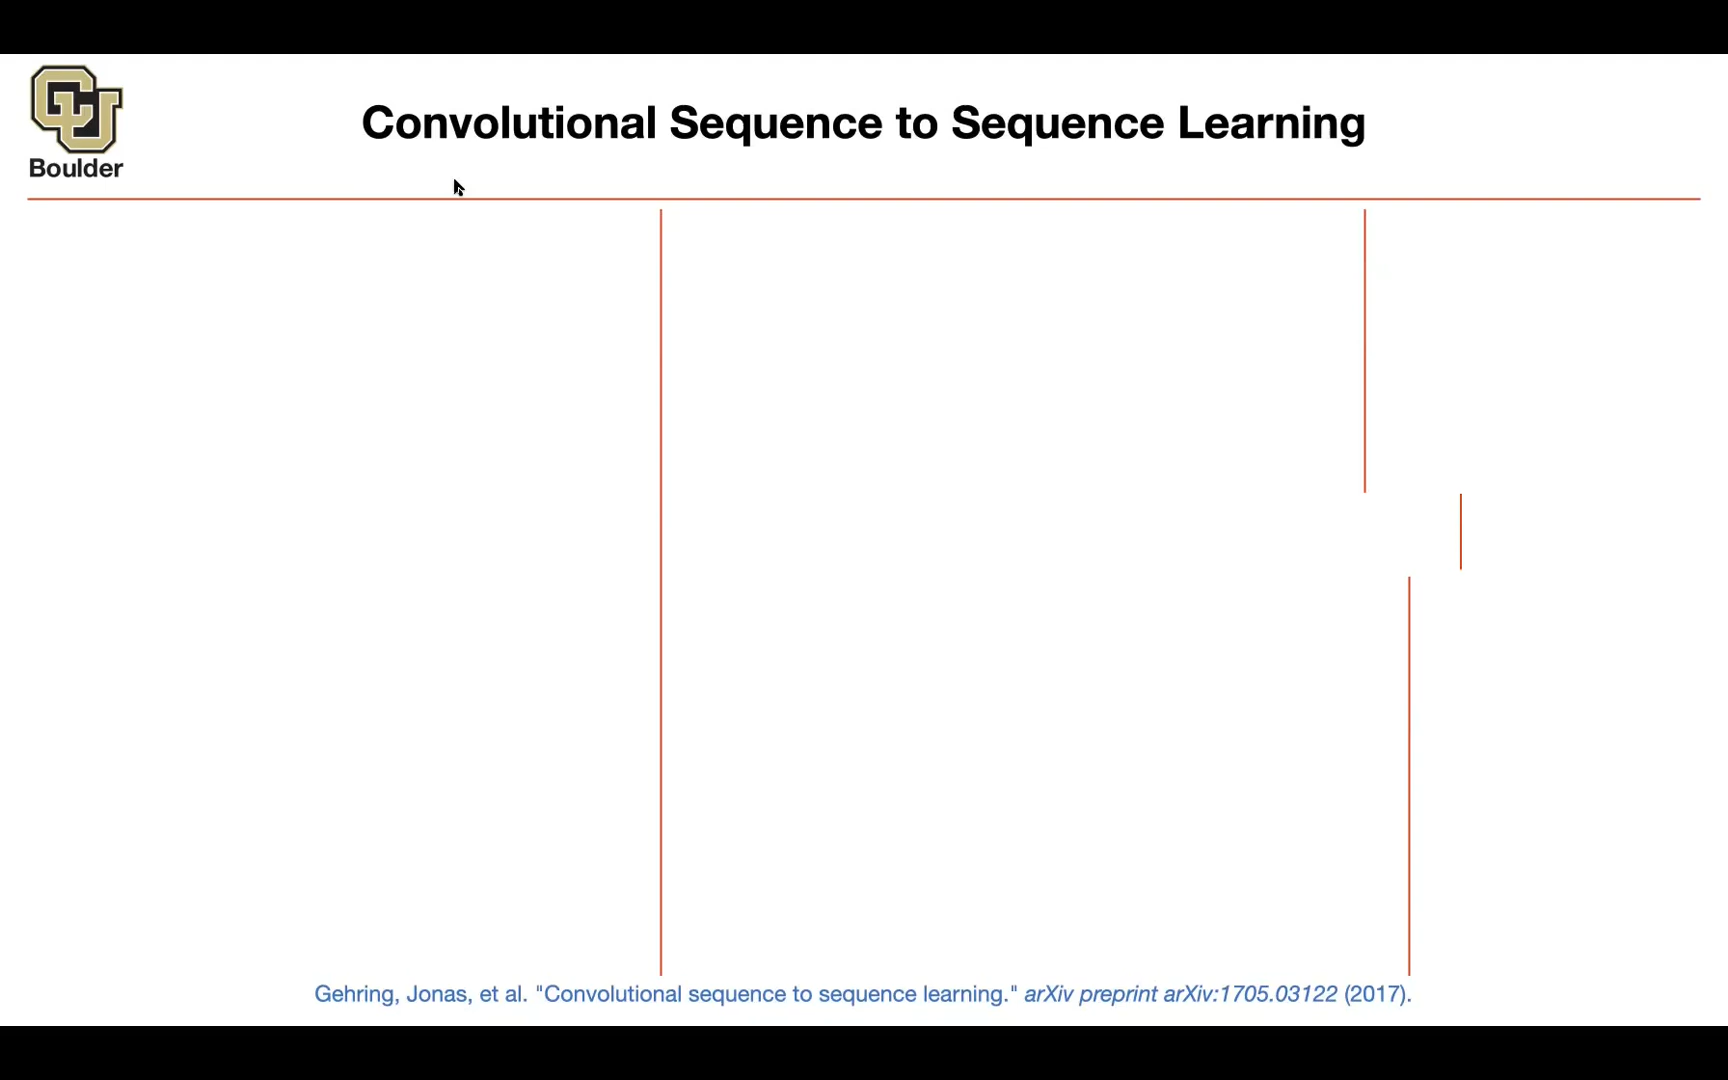 CU
Boulder
Convolutional Sequence to Sequence Learning
Gehring, Jonas, et al. "Convolutional sequence to sequence learning." arXiv preprint arXiv:1705.03122 (2017).